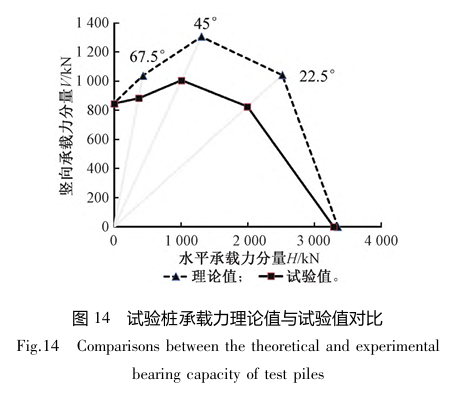 1 400
1 200
1 000
800
600
400
200
0
竖向承载力分量V/kN
67.5°
45°
22.5°
0 1 000 2 000 3 000 4 000
水平承载力分量H/kN
理论值; 试验值。
图 14 试验桩承载力理论值与试验值对比
Fig.14 Comparisons between the theoretical and experimental
bearing capacity of test piles